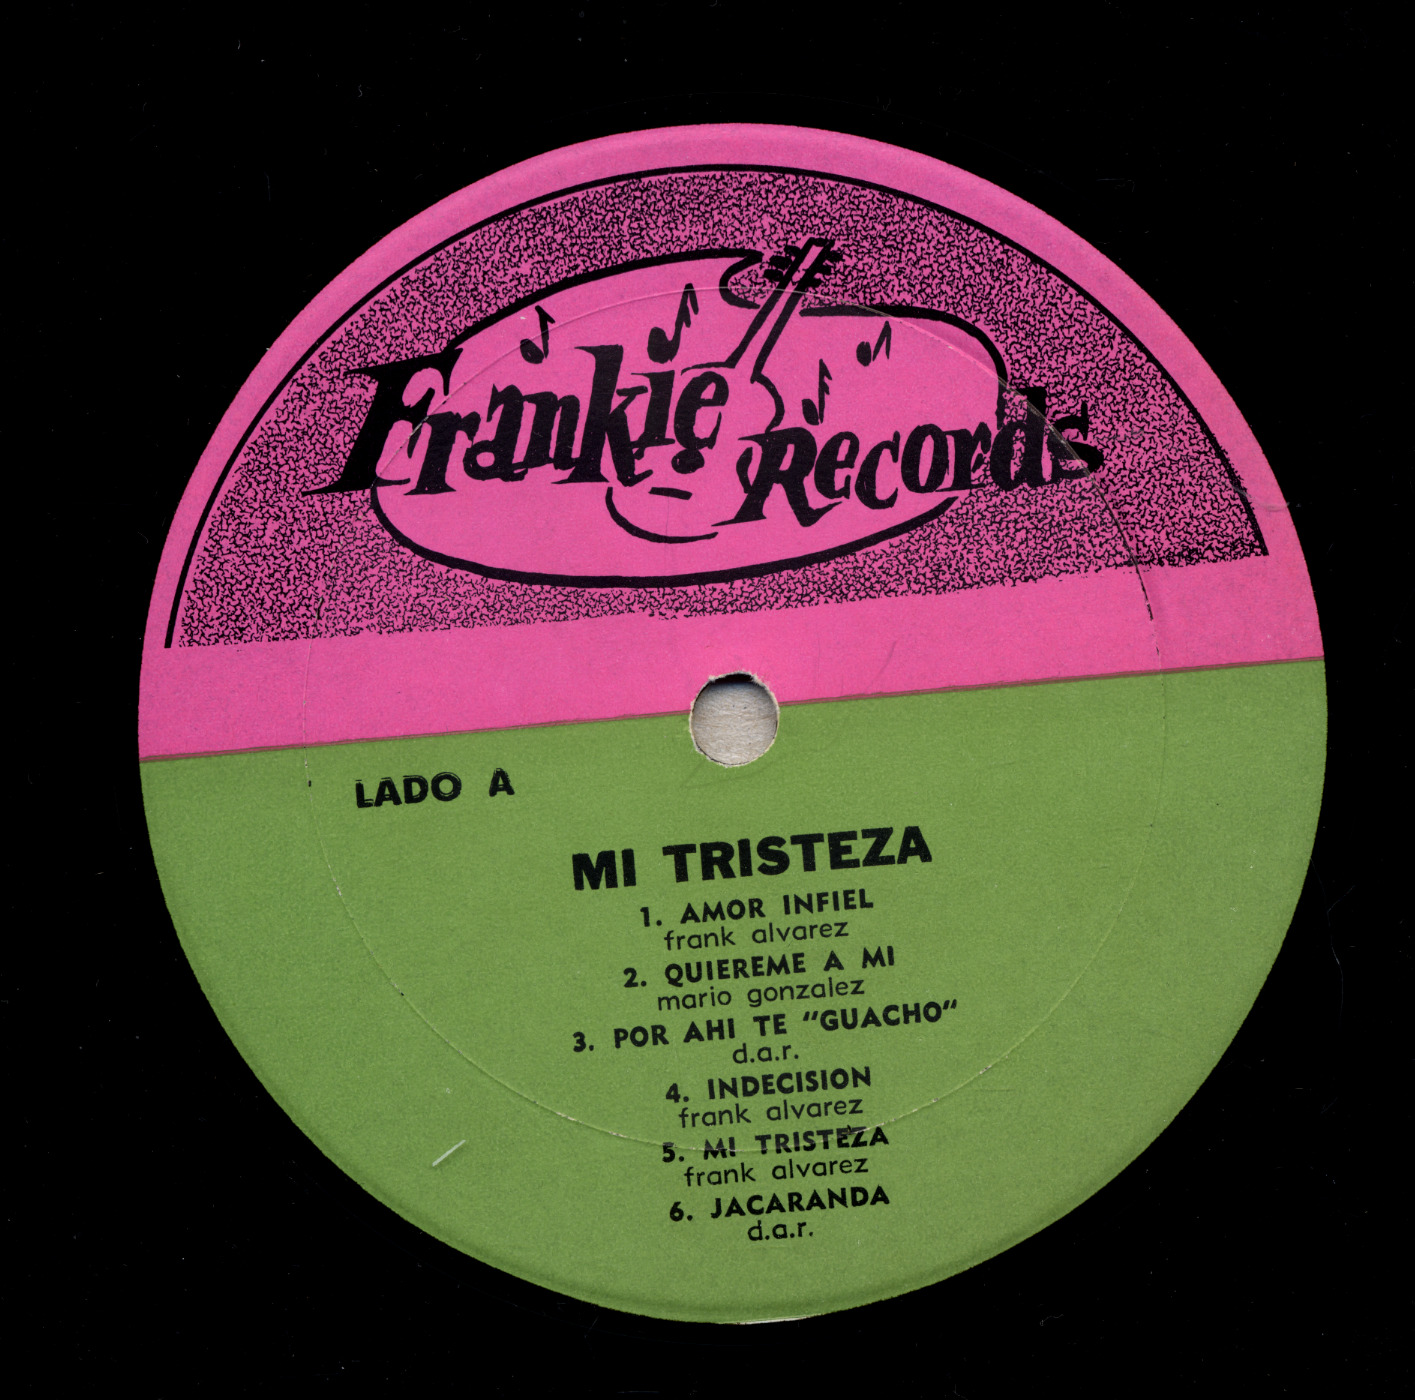 Frankie Records
LADO A
MI TRISTEZA
1. AMOR INFIEL
frank alvarez
2. QUIEREME A MI
mario gonzalez
3. POR AHI TE "GUACHO"
d.a.r.
4. INDECISION
frank alvarez
5. MI TRISTEZA
frank alvarez
6. JACARANDA
d.a.r.